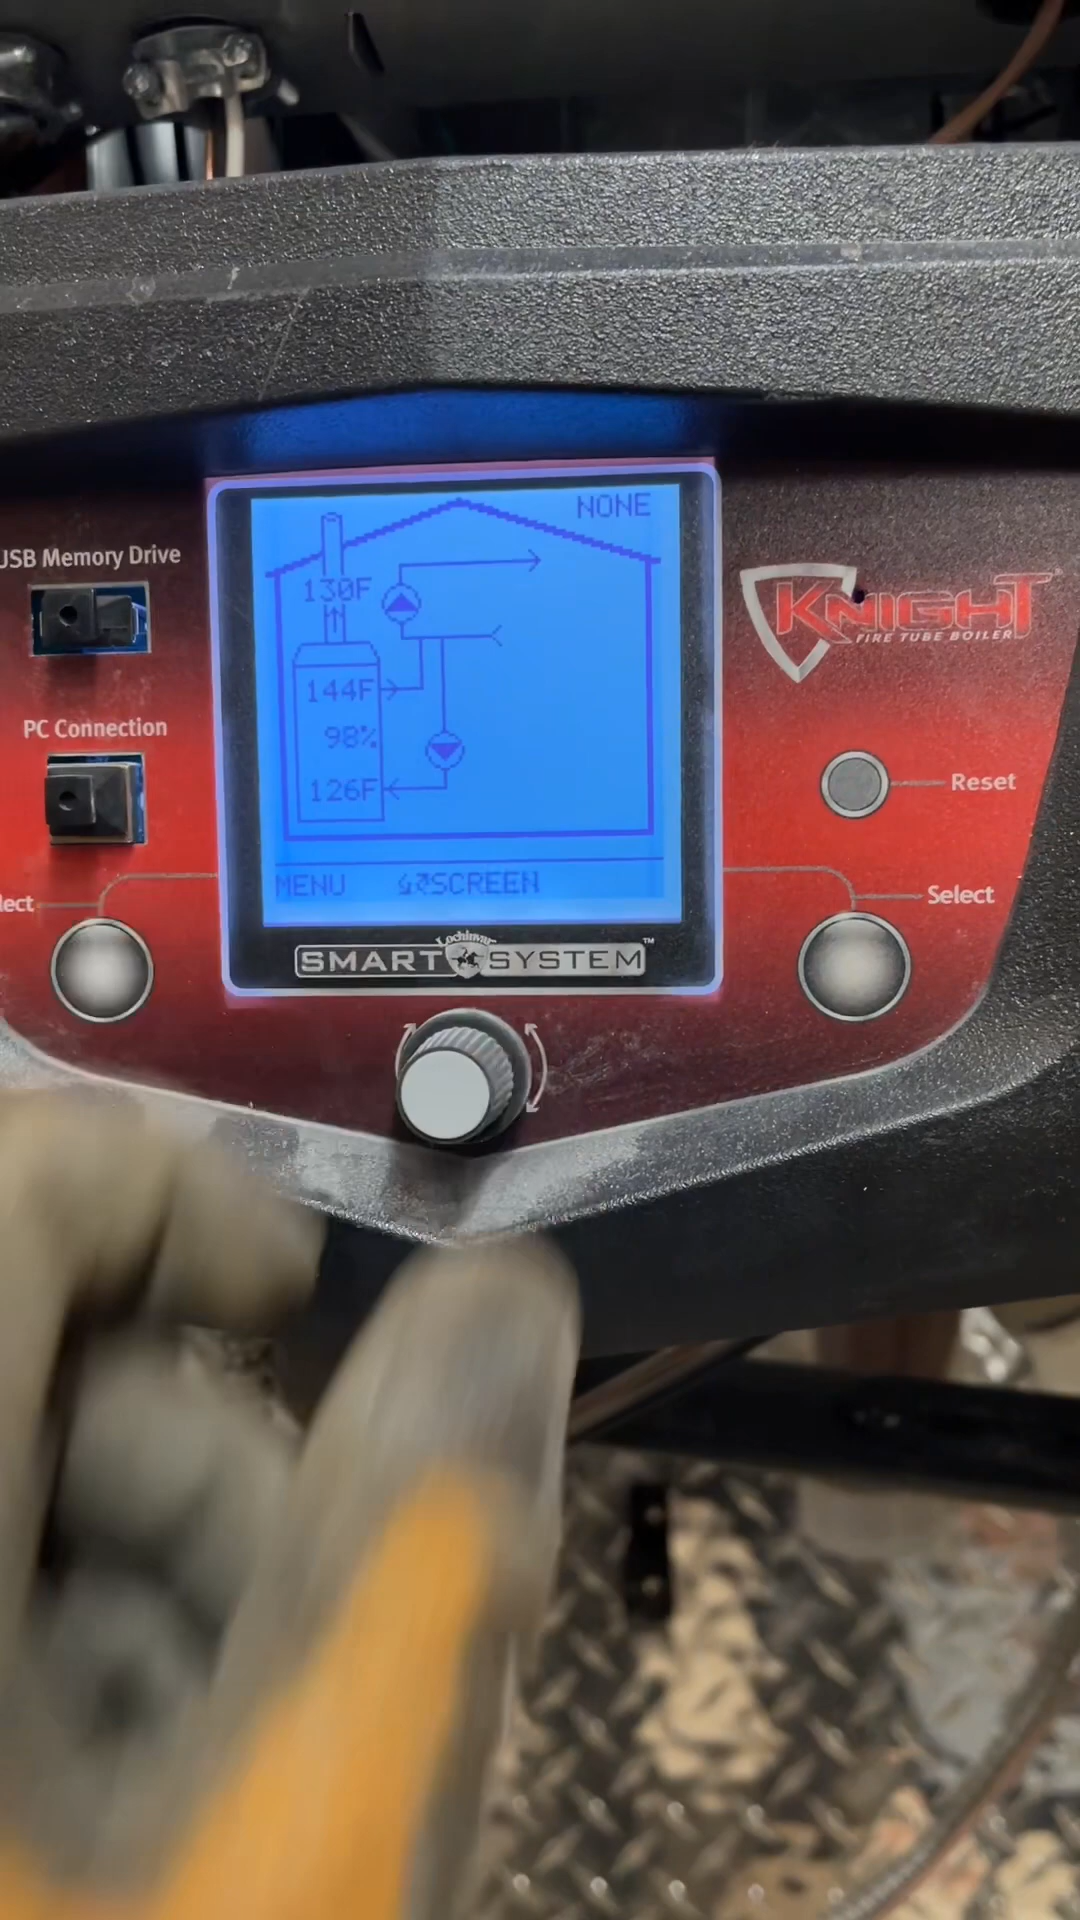 NONE
USB Memory Drive
130F
KNIGHT
FIRE TUBE BOILER
144F
PC Connection
98%
126F
Reset
MENU SCREEN
lect
Select
Lochinvar
SMART SYSTEM™